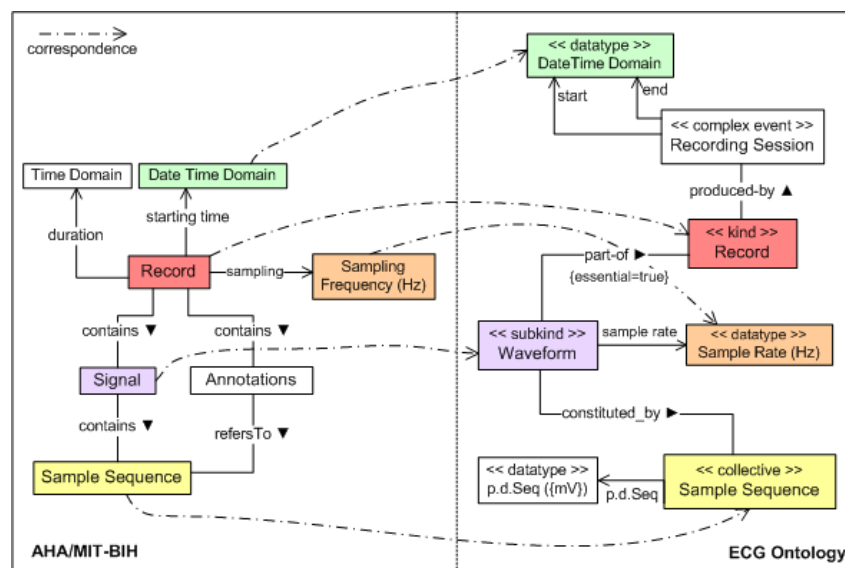 correspondence
Time Domain
Date Time Domain
duration
starting time
Record
sampling
Sampling
Frequency (Hz)
contains ▼
contains ▼
Signal
Annotations
contains ▼
refersTo ▼
Sample Sequence
AHA/MIT-BIH
<< datatype >>
DateTime Domain
start
end
<< complex event >>
Recording Session
produced-by ▲
<< kind >>
Record
part-of ►
{essential=true}
<< subkind >>
Waveform
sample rate
<< datatype >>
Sample Rate (Hz)
constituted_by ►
<< datatype >>
p.d.Seq ({mV})
p.d.Seq
<< collective >>
Sample Sequence
ECG Ontology